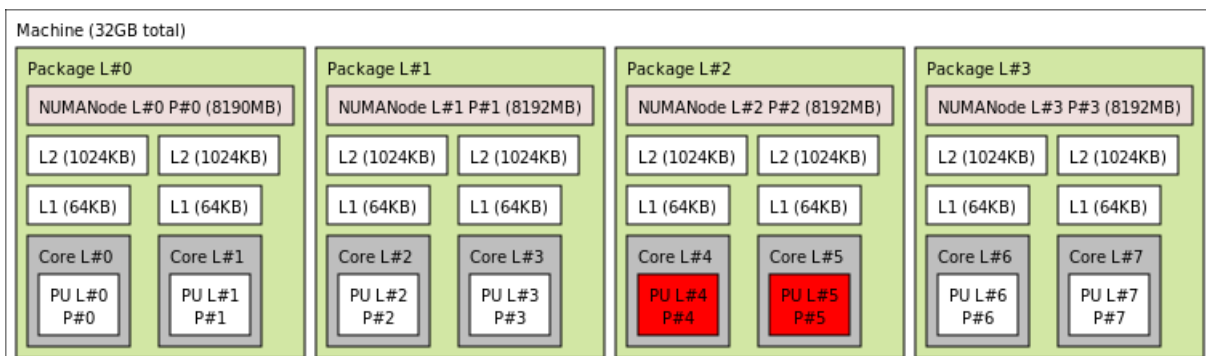 Machine (32GB total)
Package L#0
NUMANode L#0 P#0 (8190MB)
L2 (1024KB) L2 (1024KB)
L1 (64KB) L1 (64KB)
Core L#0 Core L#1
PU L#0 PU L#1
P#0 P#1
Package L#1
NUMANode L#1 P#1 (8192MB)
L2 (1024KB) L2 (1024KB)
L1 (64KB) L1 (64KB)
Core L#2 Core L#3
PU L#2 PU L#3
P#2 P#3
Package L#2
NUMANode L#2 P#2 (8192MB)
L2 (1024KB) L2 (1024KB)
L1 (64KB) L1 (64KB)
Core L#4 Core L#5
PU L#4 PU L#5
P#4 P#5
Package L#3
NUMANode L#3 P#3 (8192MB)
L2 (1024KB) L2 (1024KB)
L1 (64KB) L1 (64KB)
Core L#6 Core L#7
PU L#6 PU L#7
P#6 P#7